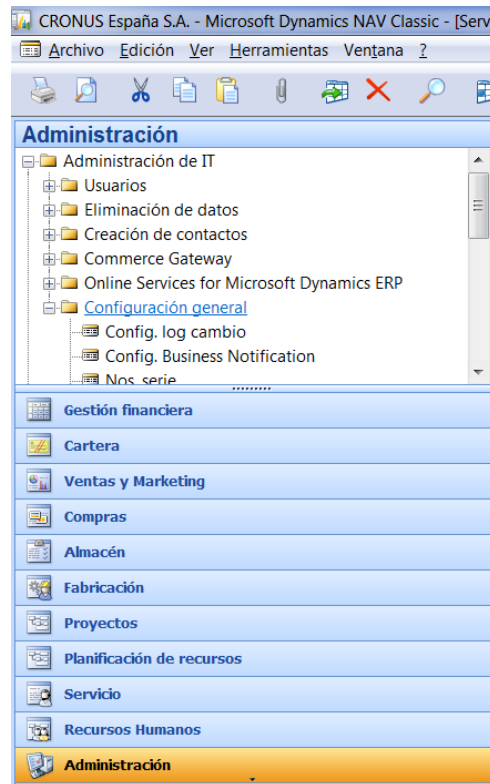 CRONUS España S.A. - Microsoft Dynamics NAV Classic - [Serv
Archivo Edición Ver Herramientas Ventana ?
Administración
Administración de IT
Usuarios
Eliminación de datos
Creación de contactos
Commerce Gateway
Online Services for Microsoft Dynamics ERP
Configuración general
Config. log cambio
Config. Business Notification
Nos. serie
Gestión financiera
Cartera
Ventas y Marketing
Compras
Almacén
Fabricación
Proyectos
Planificación de recursos
Servicio
Recursos Humanos
Administración